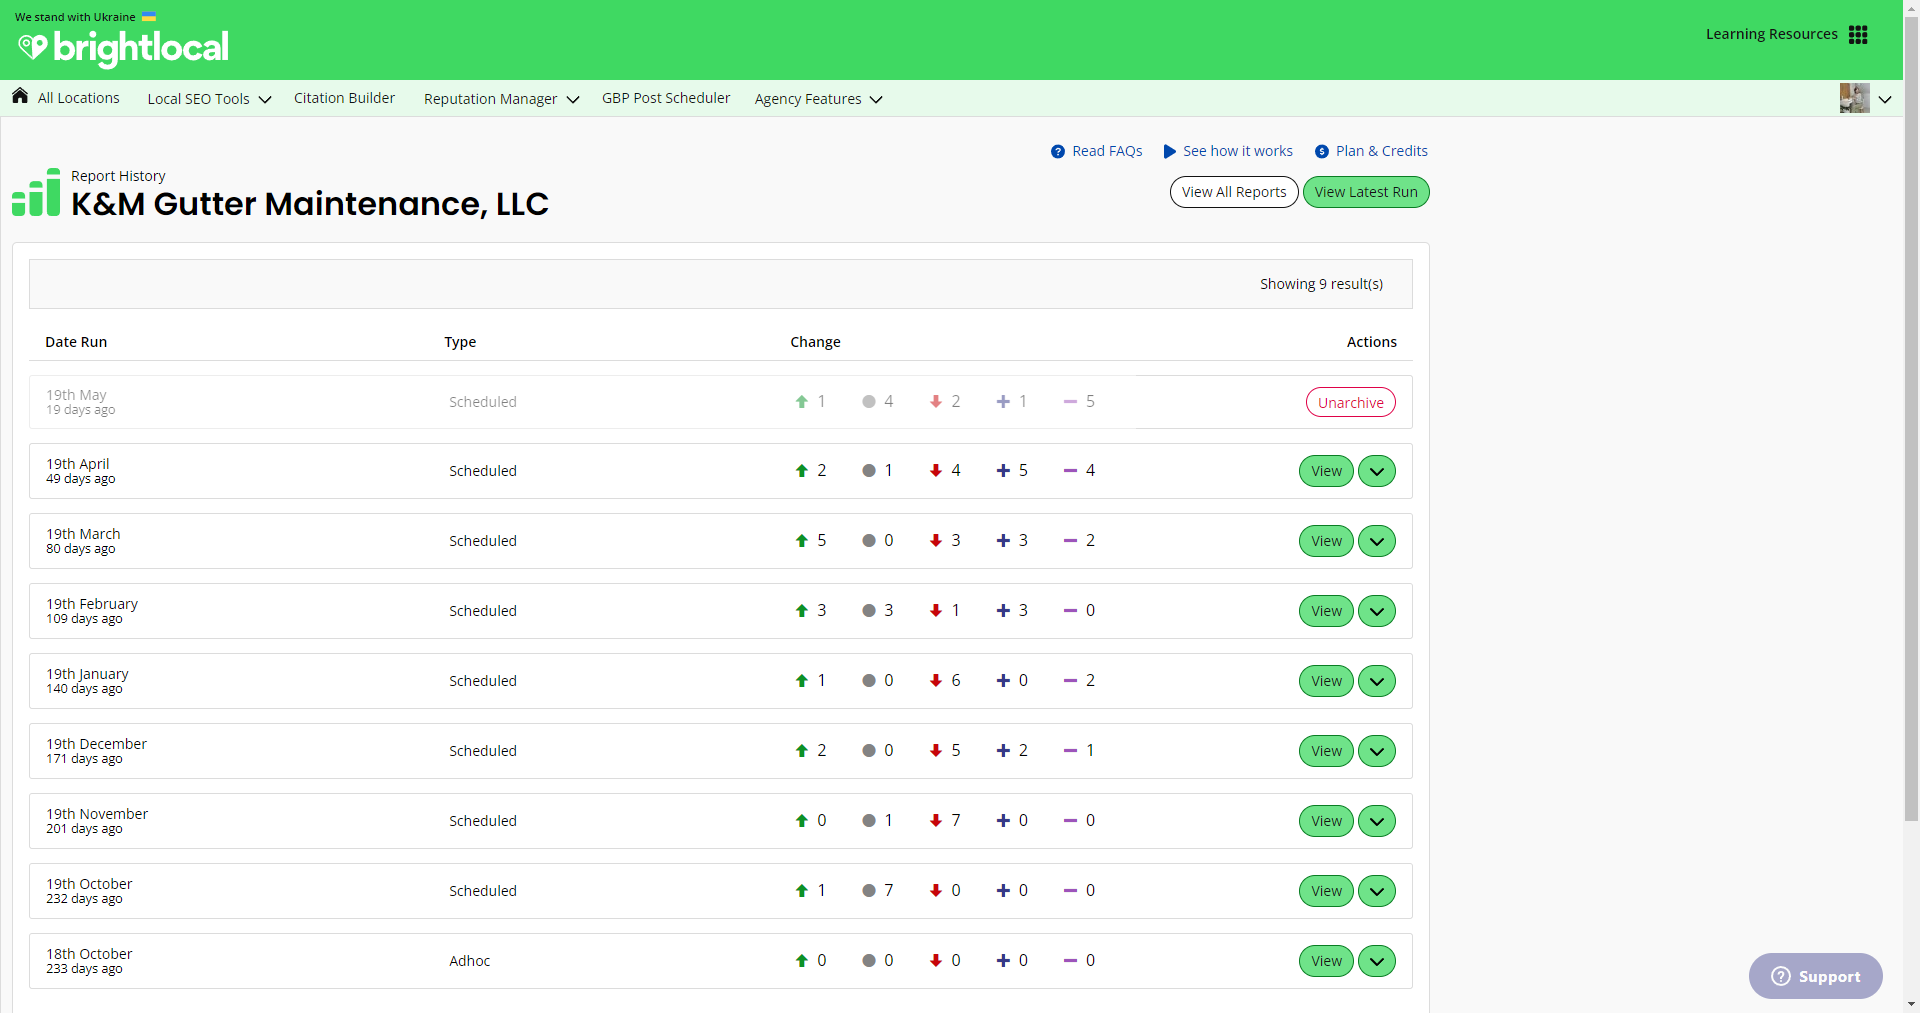 We stand with Ukraine
brightlocal
Learning Resources
All Locations Local SEO Tools Citation Builder Reputation Manager GBP Post Scheduler Agency Features
Read FAQs See how it works Plan & Credits
Report History
K&M Gutter Maintenance, LLC
View All Reports View Latest Run
Showing 9 result(s)
Date Run Type Change Actions
19th May
19 days ago
Scheduled 1 4 2 1 5 Unarchive
19th April
49 days ago
Scheduled 2 1 4 5 4 View
19th March
80 days ago
Scheduled 5 0 3 3 2 View
19th February
109 days ago
Scheduled 3 3 1 3 0 View
19th January
140 days ago
Scheduled 1 0 6 0 2 View
19th December
171 days ago
Scheduled 2 0 5 2 1 View
19th November
201 days ago
Scheduled 0 1 7 0 0 View
19th October
232 days ago
Scheduled 1 7 0 0 0 View
18th October
233 days ago
Adhoc 0 0 0 0 0 View
Support